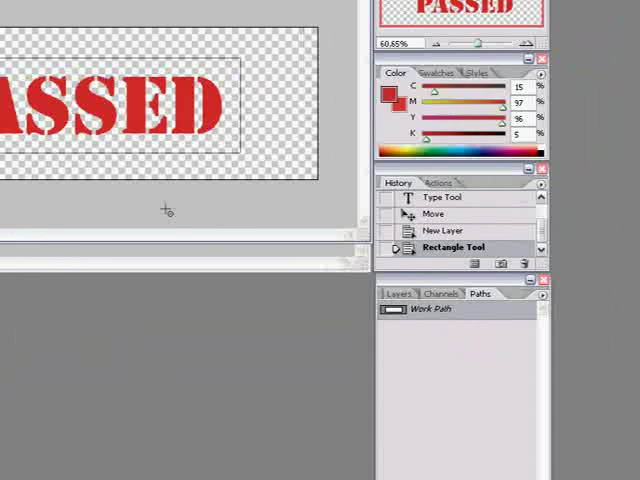 PASSED
60.65%
Color Swatches Styles
C 15 %
M 97 %
Y 96 %
K 5 %
ASSED
History Actions
Type Tool
Move
New Layer
Rectangle Tool
Layers Channels Paths
Work Path